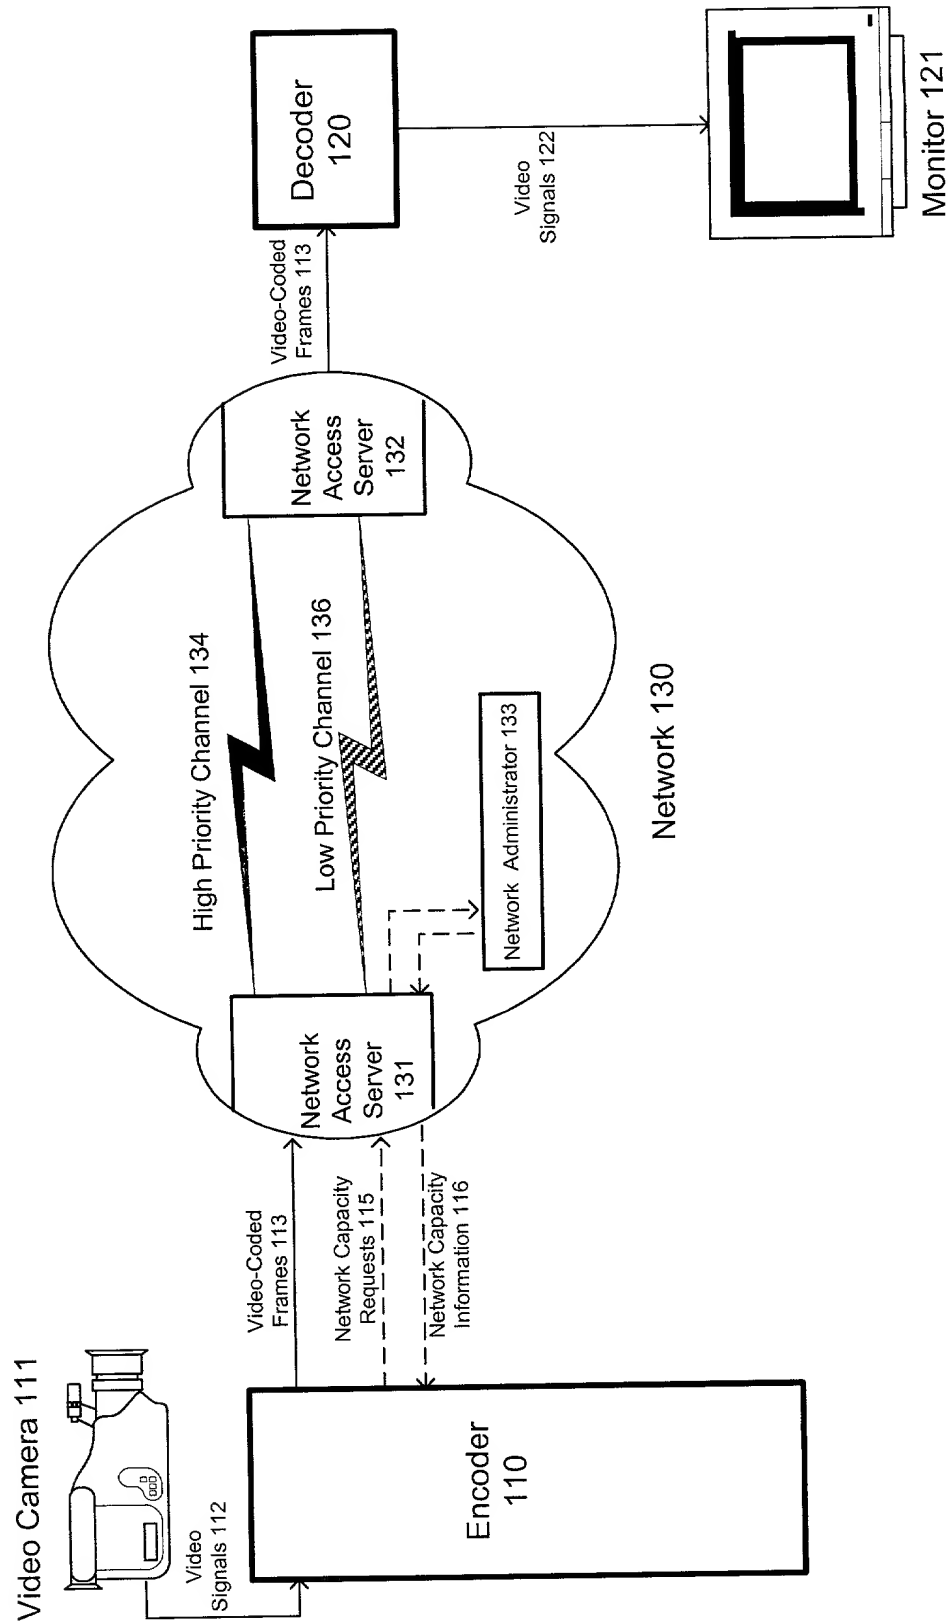 Video Camera 111
Video
Signals 112
Encoder
110
Video-Coded
Frames 113
Network Capacity
Requests 115
Network Capacity
Information 116
Network
Access
Server
131
High Priority Channel 134
Low Priority Channel 136
Network Administrator 133
Network 130
Network
Access
Server
132
Video-Coded
Frames 113
Decoder
120
Video
Signals 122
Monitor 121